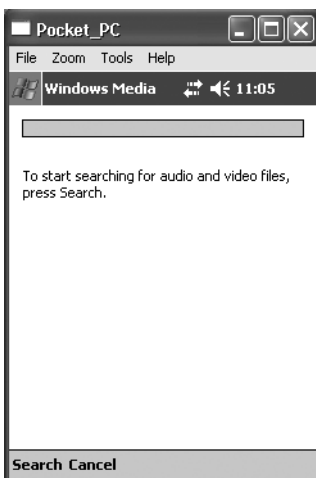 Pocket_PC
File Zoom Tools Help
Windows Media 11:05
To start searching for audio and video files,
press Search.
Search Cancel